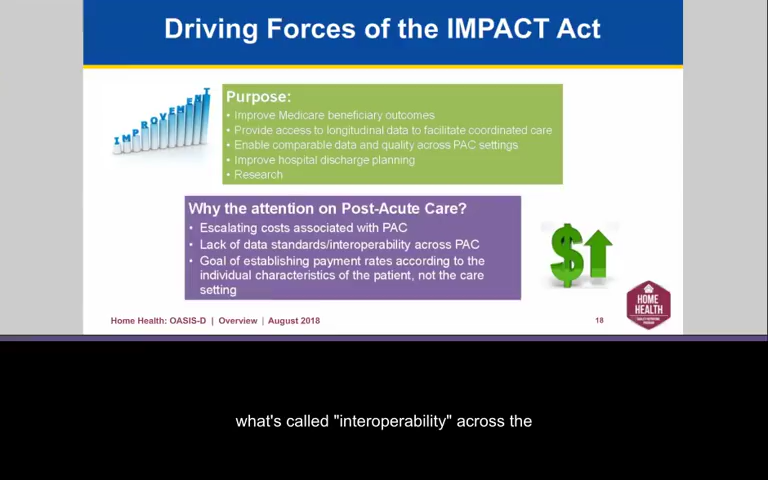 Driving Forces of the IMPACT Act
IMPROVEMENT
Purpose:
• Improve Medicare beneficiary outcomes
• Provide access to longitudinal data to facilitate coordinated care
• Enable comparable data and quality across PAC settings
• Improve hospital discharge planning
• Research
Why the attention on Post-Acute Care?
• Escalating costs associated with PAC
• Lack of data standards/interoperability across PAC
• Goal of establishing payment rates according to the
individual characteristics of the patient, not the care
setting
$
Home Health: OASIS-D | Overview | August 2018
18
HOME
HEALTH
what's called "interoperability" across the